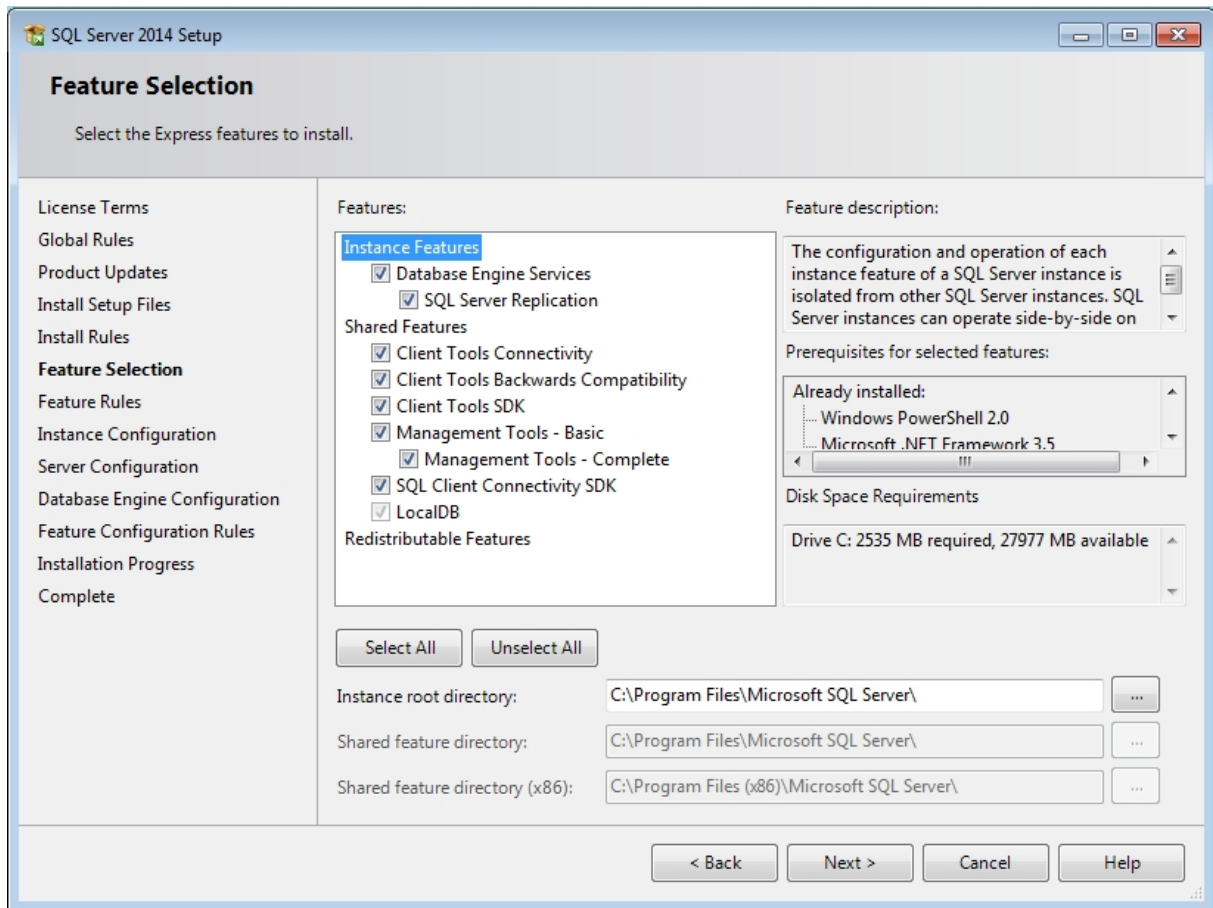 SQL Server 2014 Setup
Feature Selection
Select the Express features to install.
License Terms
Global Rules
Product Updates
Install Setup Files
Install Rules
Feature Selection
Feature Rules
Instance Configuration
Server Configuration
Database Engine Configuration
Feature Configuration Rules
Installation Progress
Complete
Features:
Instance Features
Database Engine Services
SQL Server Replication
Shared Features
Client Tools Connectivity
Client Tools Backwards Compatibility
Client Tools SDK
Management Tools - Basic
Management Tools - Complete
SQL Client Connectivity SDK
LocalDB
Redistributable Features
Feature description:
The configuration and operation of each
instance feature of a SQL Server instance is
isolated from other SQL Server instances. SQL
Server instances can operate side-by-side on
Prerequisites for selected features:
Already installed:
Windows PowerShell 2.0
Microsoft .NET Framework 3.5
Disk Space Requirements
Drive C: 2535 MB required, 27977 MB available
Select All
Unselect All
Instance root directory:
C:\Program Files\Microsoft SQL Server\
...
Shared feature directory:
C:\Program Files\Microsoft SQL Server\
...
Shared feature directory (x86):
C:\Program Files (x86)\Microsoft SQL Server\
...
< Back
Next >
Cancel
Help